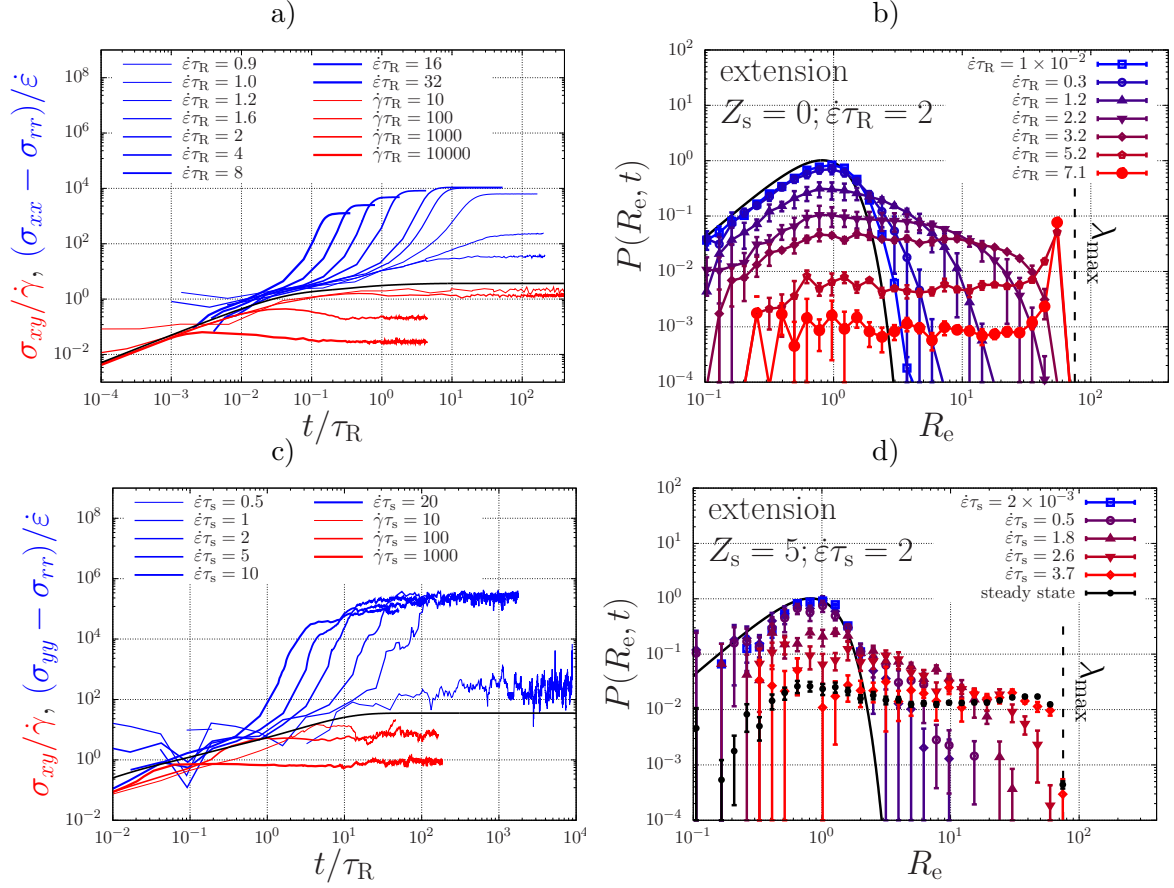 a)
σxy/γ̇, (σxx − σrr)/ε̇
10^8
10^6
10^4
10^2
10^0
10^−2
ε̇τR = 0.9
ε̇τR = 1.0
ε̇τR = 1.2
ε̇τR = 1.6
ε̇τR = 2
ε̇τR = 4
ε̇τR = 8
ε̇τR = 16
ε̇τR = 32
γ̇τR = 10
γ̇τR = 100
γ̇τR = 1000
γ̇τR = 10000
10^−4 10^−3 10^−2 10^−1 10^0 10^1 10^2
t/τR
b)
P(Re, t)
10^2
10^1
10^0
10^−1
10^−2
10^−3
10^−4
extension
Zs = 0; ε̇τR = 2
ε̇τR = 1 × 10^−2
ε̇τR = 0.3
ε̇τR = 1.2
ε̇τR = 2.2
ε̇τR = 3.2
ε̇τR = 5.2
ε̇τR = 7.1
λmax
10^−1 10^0 10^1 10^2
Re
c)
σxy/γ̇, (σyy − σrr)/ε̇
10^8
10^6
10^4
10^2
10^0
10^−2
ε̇τs = 0.5
ε̇τs = 1
ε̇τs = 2
ε̇τs = 5
ε̇τs = 10
ε̇τs = 20
γ̇τs = 10
γ̇τs = 100
γ̇τs = 1000
10^−2 10^−1 10^0 10^1 10^2 10^3 10^4
t/τR
d)
P(Re, t)
10^2
10^1
10^0
10^−1
10^−2
10^−3
10^−4
extension
Zs = 5; ε̇τs = 2
ε̇τs = 2 × 10^−3
ε̇τs = 0.5
ε̇τs = 1.8
ε̇τs = 2.6
ε̇τs = 3.7
steady state
λmax
10^−1 10^0 10^1 10^2
Re